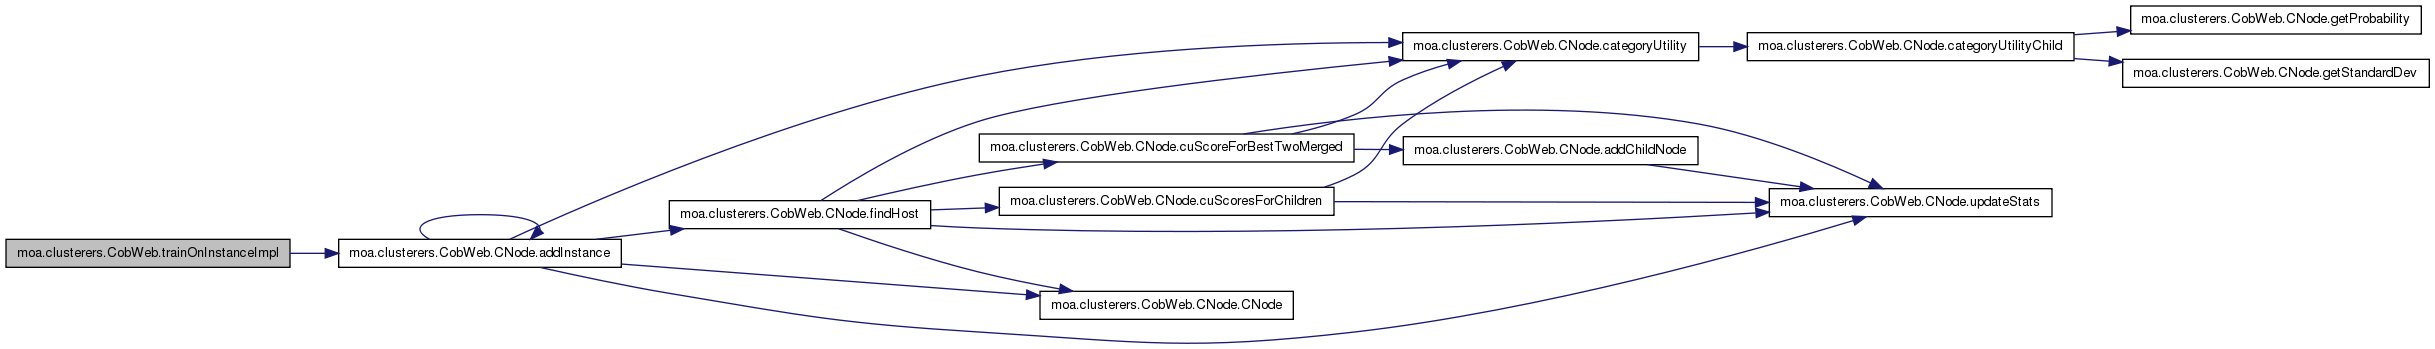 moa.clusterers.CobWeb.trainOnInstanceImpl
moa.clusterers.CobWeb.CNode.addInstance
moa.clusterers.CobWeb.CNode.findHost
moa.clusterers.CobWeb.CNode.cuScoreForBestTwoMerged
moa.clusterers.CobWeb.CNode.cuScoresForChildren
moa.clusterers.CobWeb.CNode.CNode
moa.clusterers.CobWeb.CNode.categoryUtility
moa.clusterers.CobWeb.CNode.addChildNode
moa.clusterers.CobWeb.CNode.categoryUtilityChild
moa.clusterers.CobWeb.CNode.updateStats
moa.clusterers.CobWeb.CNode.getProbability
moa.clusterers.CobWeb.CNode.getStandardDev